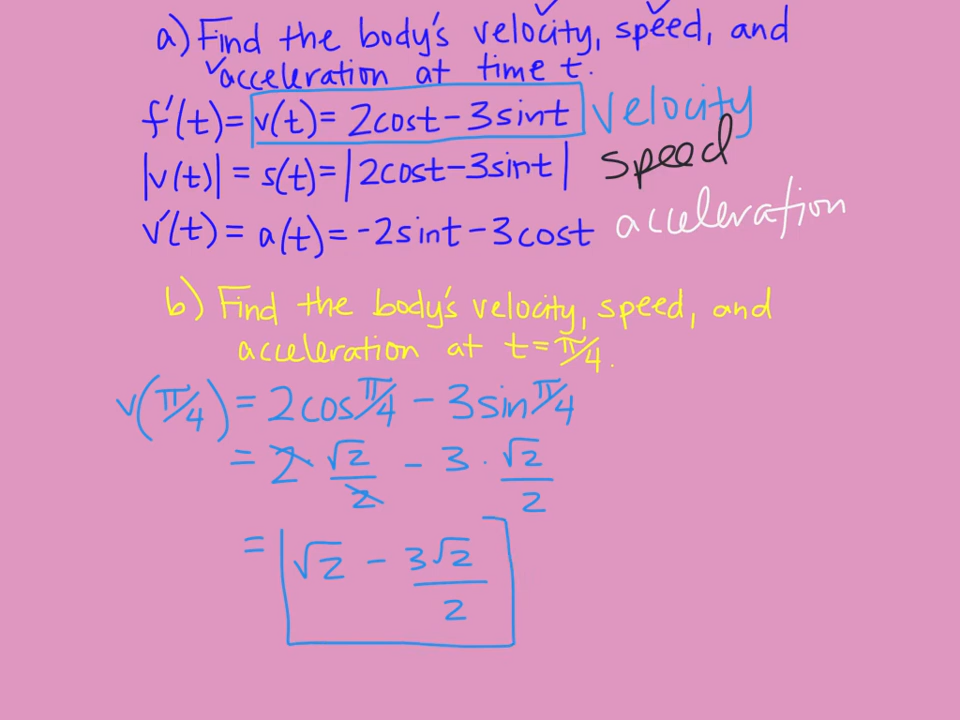 a) Find the body's velocity, speed, and
acceleration at time t.
f'(t)= v(t)= 2cost-3sint velocity
|v(t)| = s(t)= |2cost-3sint| speed
v'(t)= a(t)= -2sint-3cost acceleration
b) Find the body's velocity, speed, and
acceleration at t=π/4.
v(π/4) = 2cosπ/4 - 3sinπ/4
= 2·√2/2 - 3·√2/2
= √2 - 3√2/2